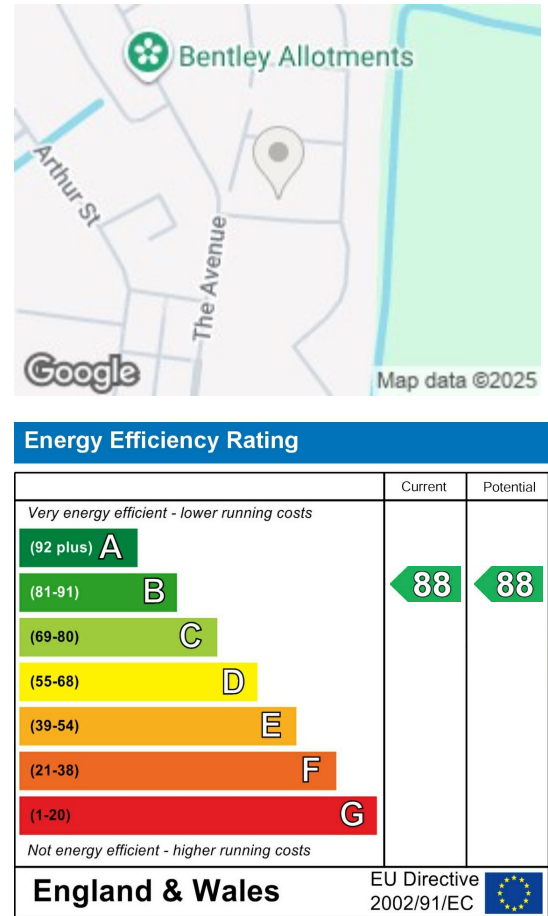 Bentley Allotments
Arthur St
The Avenue
Google
Map data ©2025
Energy Efficiency Rating
Current Potential
Very energy efficient - lower running costs
(92 plus) A
(81-91) B
88 88
(69-80) C
(55-68) D
(39-54) E
(21-38) F
(1-20) G
Not energy efficient - higher running costs
England & Wales
EU Directive
2002/91/EC